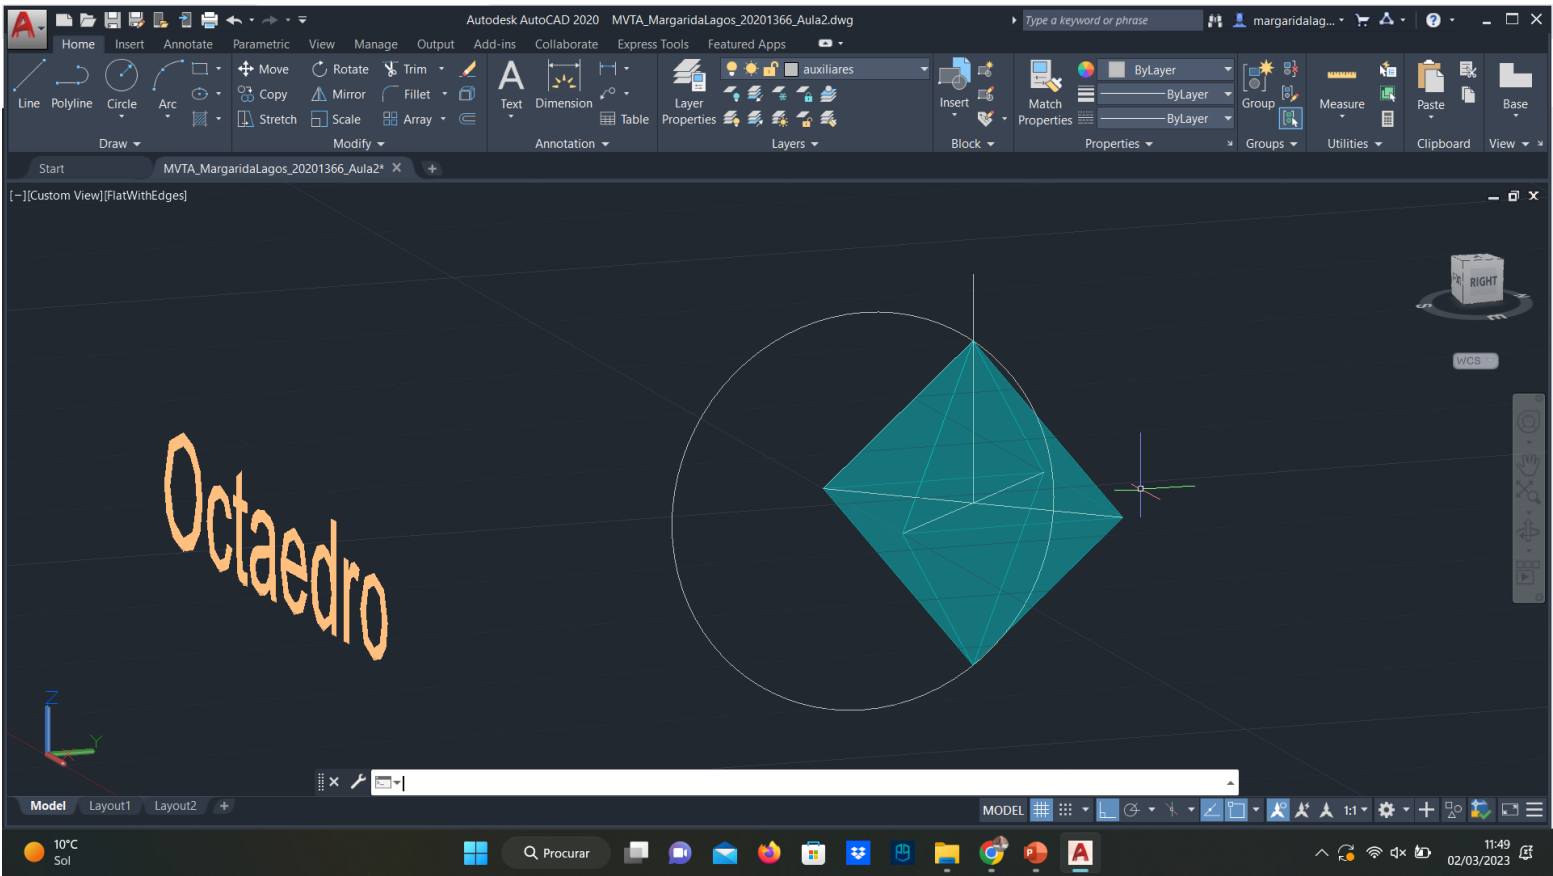 Autodesk AutoCAD 2020 MVTA_MargaridaLagos_20201366_Aula2.dwg
Type a keyword or phrase
margaridalag...
Home Insert Annotate Parametric View Manage Output Add-ins Collaborate Express Tools Featured Apps
Line Polyline Circle Arc
Move Rotate Trim
Copy Mirror Fillet
Stretch Scale Array
Text Dimension Table
Layer Properties
auxiliares
Insert
Match Properties
ByLayer
ByLayer
ByLayer
Group
Measure
Paste
Base
Draw Modify Annotation Layers Block Properties Groups Utilities Clipboard View
Start MVTA_MargaridaLagos_20201366_Aula2*
[−][Custom View][FlatWithEdges]
RIGHT
S E N
WCS
Octaedro
Z
Y
X
Model Layout1 Layout2
MODEL 1:1
10°C
Sol
Procurar
11:49
02/03/2023